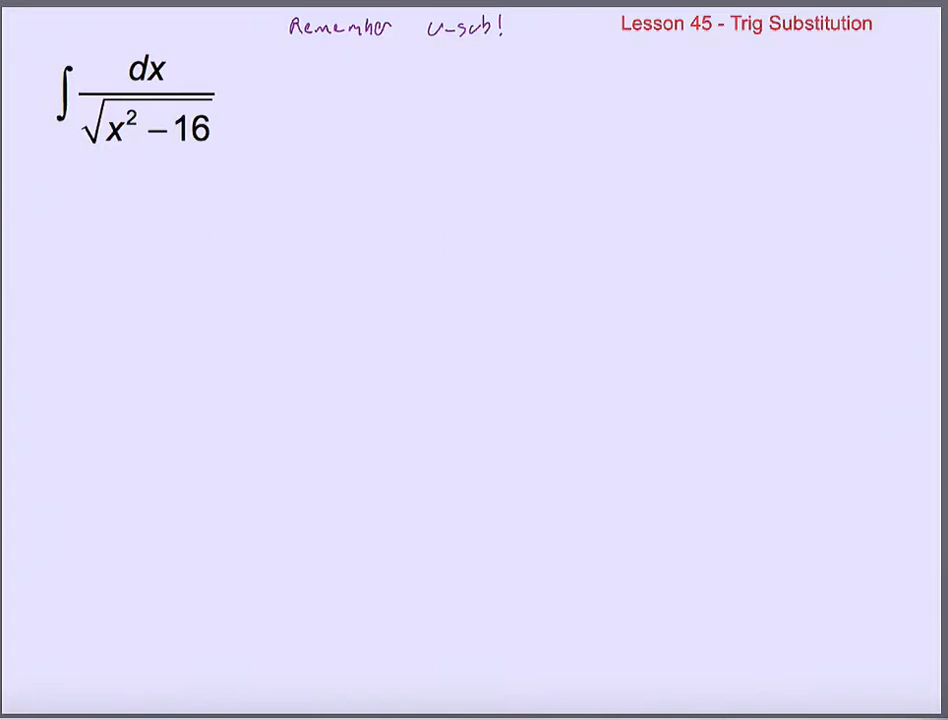 Remember u-sub! Lesson 45 - Trig Substitution
∫ dx / √(x² – 16)